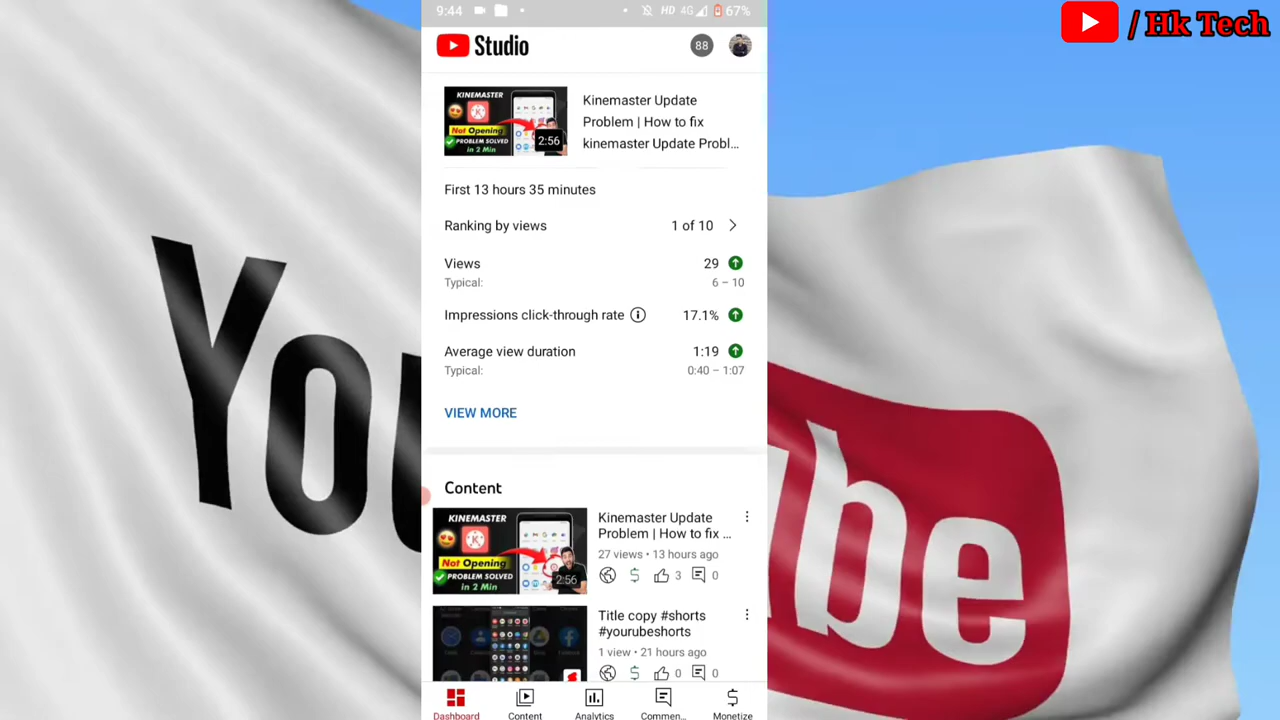 9:44 HD 4G 67%
/ Hk Tech
Studio
88
KINEMASTER
Not Opening
PROBLEM SOLVED
in 2 Min
2:56
Kinemaster Update
Problem | How to fix
kinemaster Update Probl...
First 13 hours 35 minutes
Ranking by views 1 of 10
Views 29
Typical: 6 – 10
Impressions click-through rate 17.1%
Average view duration 1:19
Typical: 0:40 – 1:07
VIEW MORE
Content
KINEMASTER
Not Opening
PROBLEM SOLVED
in 2 Min
2:56
Kinemaster Update
Problem | How to fix ...
27 views • 13 hours ago
3 0
Title copy #shorts
#yourubeshorts
1 view • 21 hours ago
0 0
Dashboard Content Analytics Commen... Monetize
You
ube